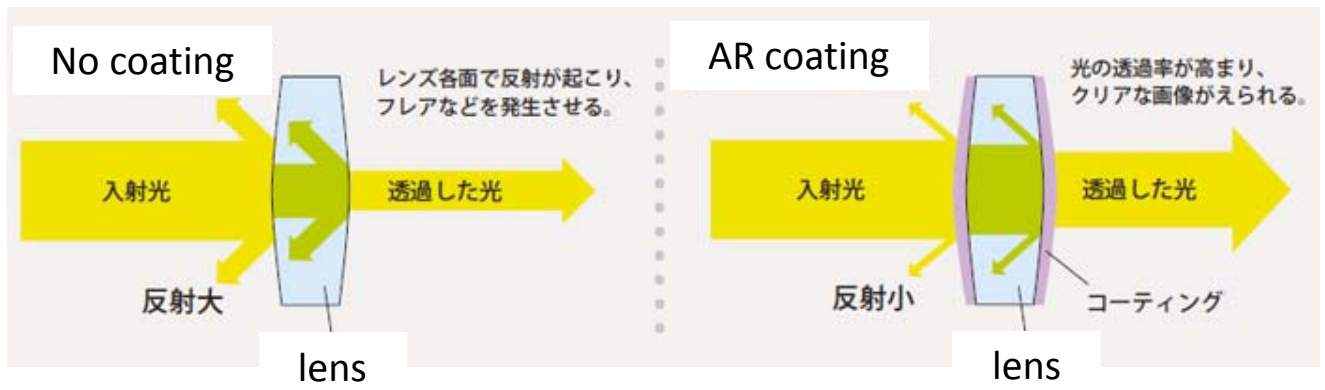 No coating
レンズ各面で反射が起こり、
フレアなどを発生させる。
入射光
透過した光
反射大
lens
AR coating
光の透過率が高まり、
クリアな画像がえられる。
入射光
透過した光
反射小
コーティング
lens